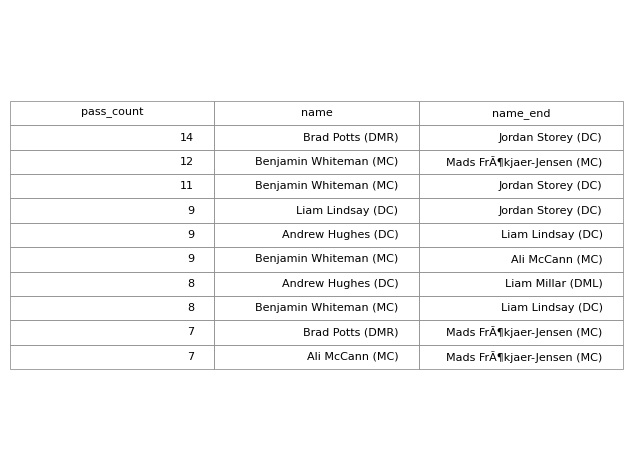 pass_count name name_end
14 Brad Potts (DMR) Jordan Storey (DC)
12 Benjamin Whiteman (MC) Mads FrÃ¶kjaer-Jensen (MC)
11 Benjamin Whiteman (MC) Jordan Storey (DC)
9 Liam Lindsay (DC) Jordan Storey (DC)
9 Andrew Hughes (DC) Liam Lindsay (DC)
9 Benjamin Whiteman (MC) Ali McCann (MC)
8 Andrew Hughes (DC) Liam Millar (DML)
8 Benjamin Whiteman (MC) Liam Lindsay (DC)
7 Brad Potts (DMR) Mads FrÃ¶kjaer-Jensen (MC)
7 Ali McCann (MC) Mads FrÃ¶kjaer-Jensen (MC)